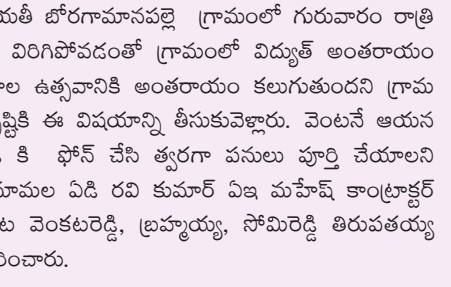 యతీ బోరగామానపల్లె గ్రామంలో గురువారం రాత్రి
విరిగిపోవడంతో గ్రామంలో విద్యుత్ అంతరాయం
ల ఉత్సవానికి అంతరాయం కలుగుతుందని గ్రామ
ష్టికి ఈ విషయాన్ని తీసుకువెళ్లారు. వెంటనే ఆయన
కి ఫోన్ చేసి త్వరగా పనులు పూర్తి చేయాలని
మామల ఏడి రవి కుమార్ ఏఇ మహేష్ కాంట్రాక్టర్
ట వెంకటరెడ్డి, బ్రహ్మయ్య, సోమిరెడ్డి తిరుపతయ్య
రించారు.